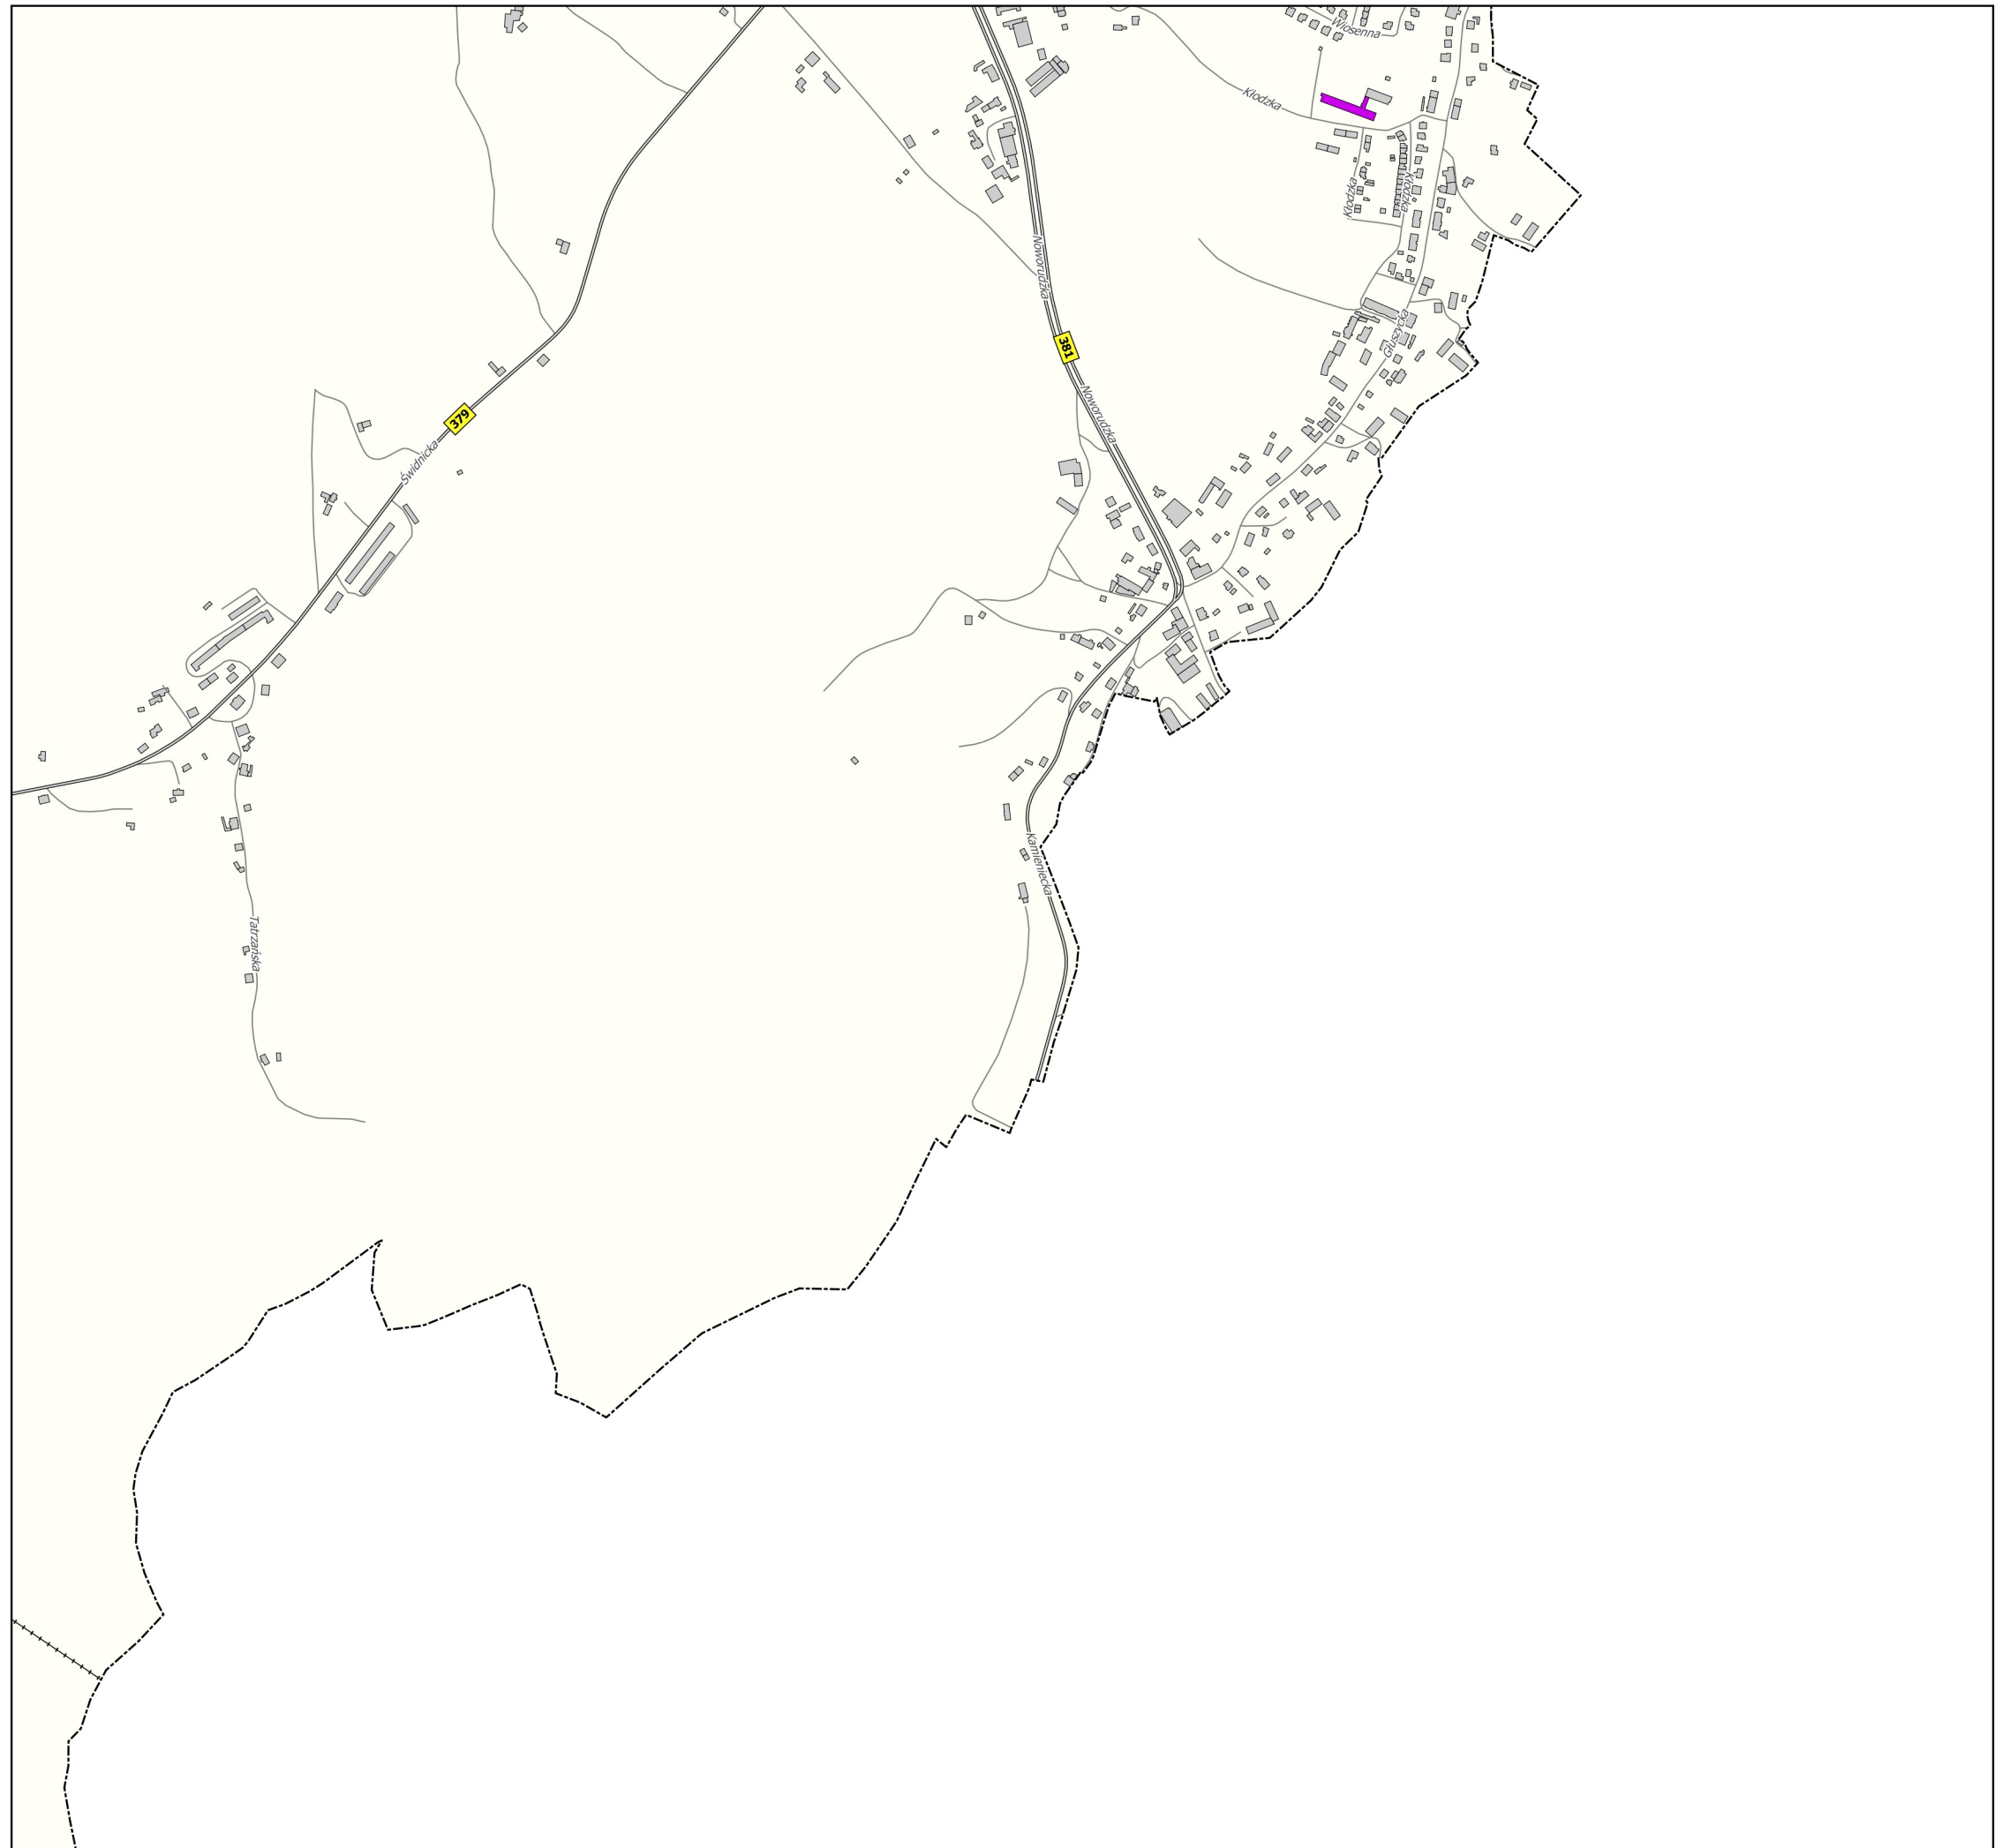 Wiosenna
Kłodzka
Kłodzka
Kłodzka
Noworudzka
381
Głuszycka
Noworudzka
379
Świdnicka
Kamieniecka
Tatrzańska